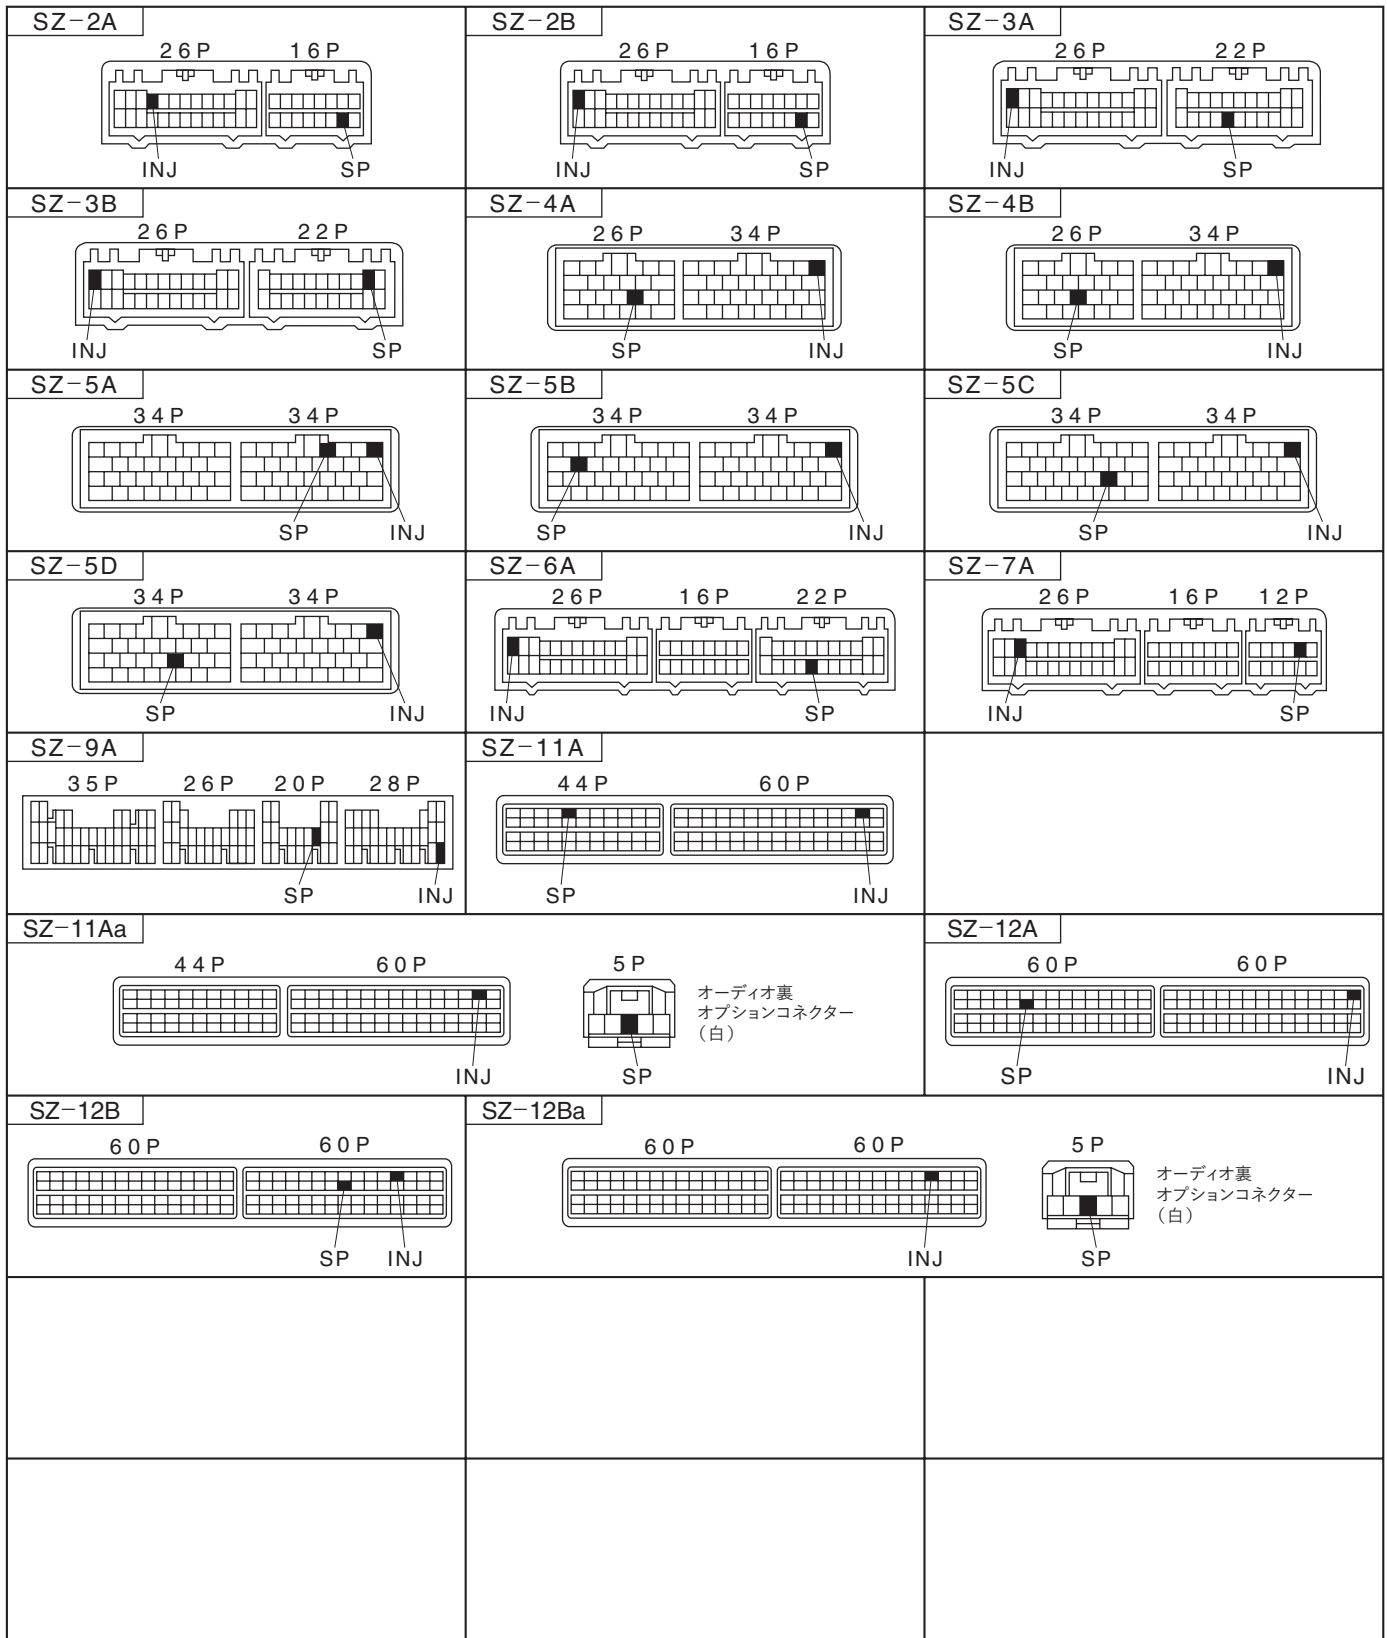 SZ−2A
26P 16P
INJ SP
SZ−2B
26P 16P
INJ SP
SZ−3A
26P 22P
INJ SP
SZ−3B
26P 22P
INJ SP
SZ−4A
26P 34P
SP INJ
SZ−4B
26P 34P
SP INJ
SZ−5A
34P 34P
SP INJ
SZ−5B
34P 34P
SP INJ
SZ−5C
34P 34P
SP INJ
SZ−5D
34P 34P
SP INJ
SZ−6A
26P 16P 22P
INJ SP
SZ−7A
26P 16P 12P
INJ SP
SZ−9A
35P 26P 20P 28P
SP INJ
SZ−11A
44P 60P
SP INJ
SZ−11Aa
44P 60P 5P
オーディオ裏
オプションコネクター
（白）
INJ SP
SZ−12A
60P 60P
SP INJ
SZ−12B
60P 60P
SP INJ
SZ−12Ba
60P 60P 5P
オーディオ裏
オプションコネクター
（白）
INJ SP